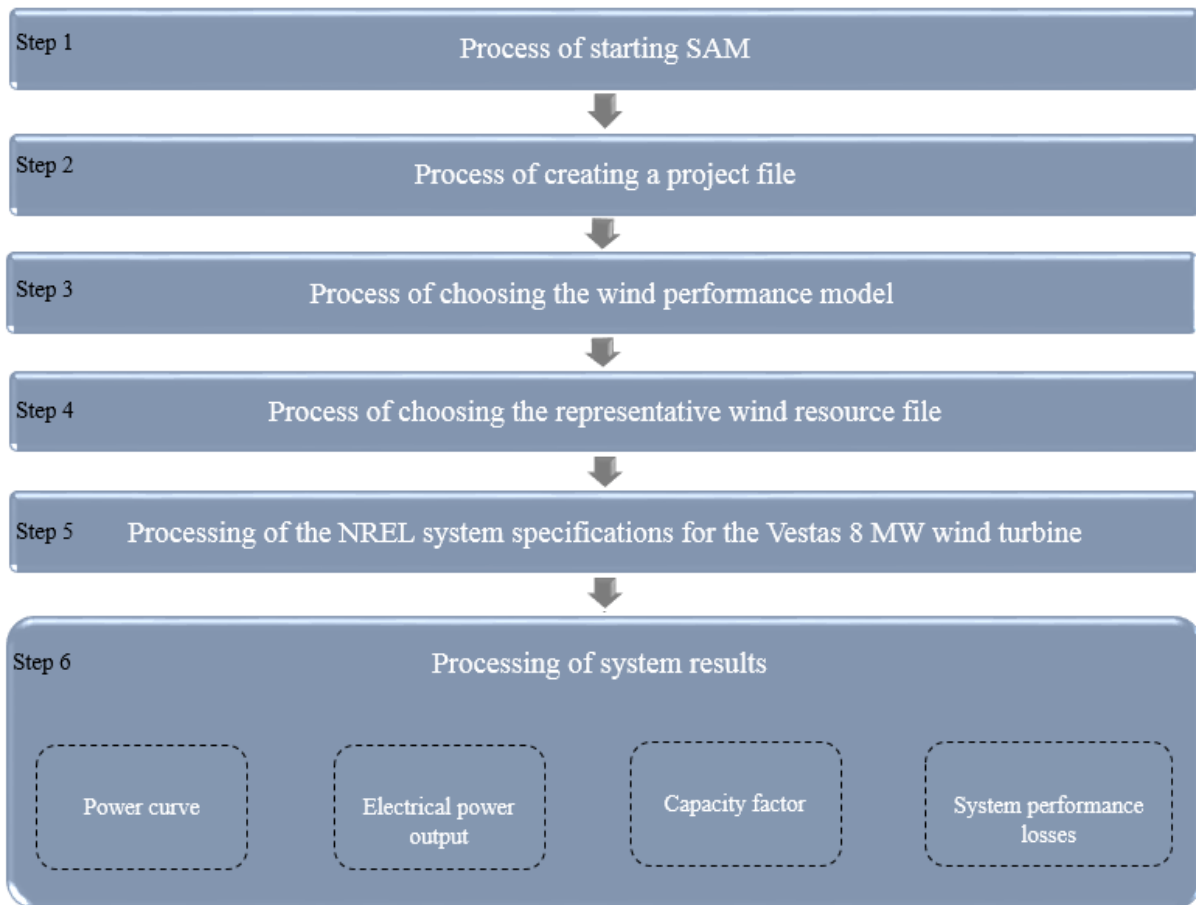 Step 1
Process of starting SAM
Step 2
Process of creating a project file
Step 3
Process of choosing the wind performance model
Step 4
Process of choosing the representative wind resource file
Step 5
Processing of the NREL system specifications for the Vestas 8 MW wind turbine
Step 6
Processing of system results
Power curve
Electrical power
output
Capacity factor
System performance
losses